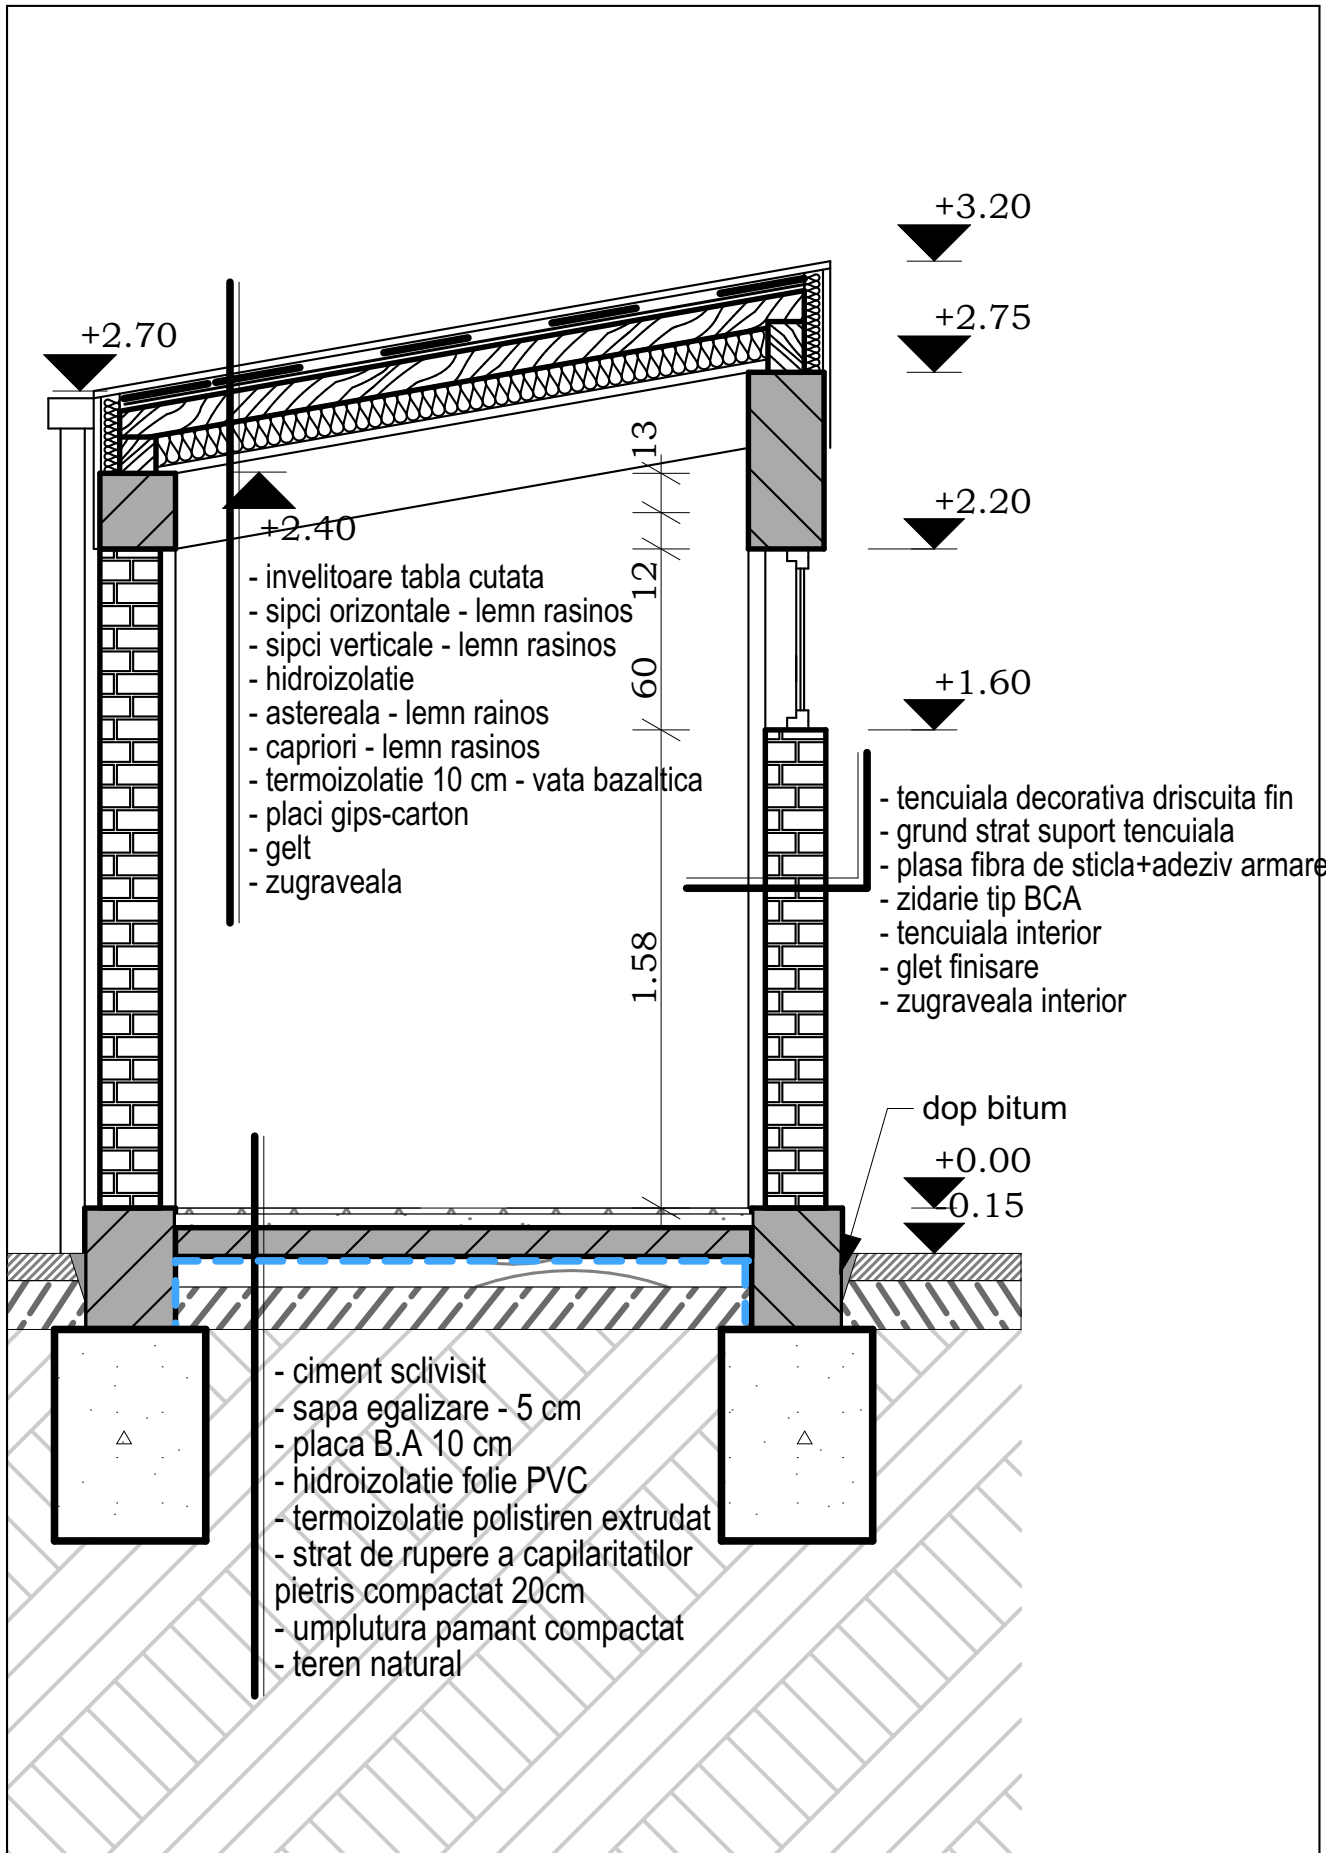 +3.20
+2.75
+2.70
13
+2.40
+2.20
- invelitoare tabla cutata
- sipci orizontale - lemn rasinos
- sipci verticale - lemn rasinos
- hidroizolatie
- astereala - lemn rainos
- capriori - lemn rasinos
- termoizolatie 10 cm - vata bazaltica
- placi gips-carton
- gelt
- zugraveala
12
60
+1.60
1.58
- tencuiala decorativa driscuita fin
- grund strat suport tencuiala
- plasa fibra de sticla+adeziv armare
- zidarie tip BCA
- tencuiala interior
- glet finisare
- zugraveala interior
dop bitum
+0.00
-0.15
- ciment sclivisit
- sapa egalizare - 5 cm
- placa B.A 10 cm
- hidroizolatie folie PVC
- termoizolatie polistiren extrudat
- strat de rupere a capilaritatilor
pietris compactat 20cm
- umplutura pamant compactat
- teren natural